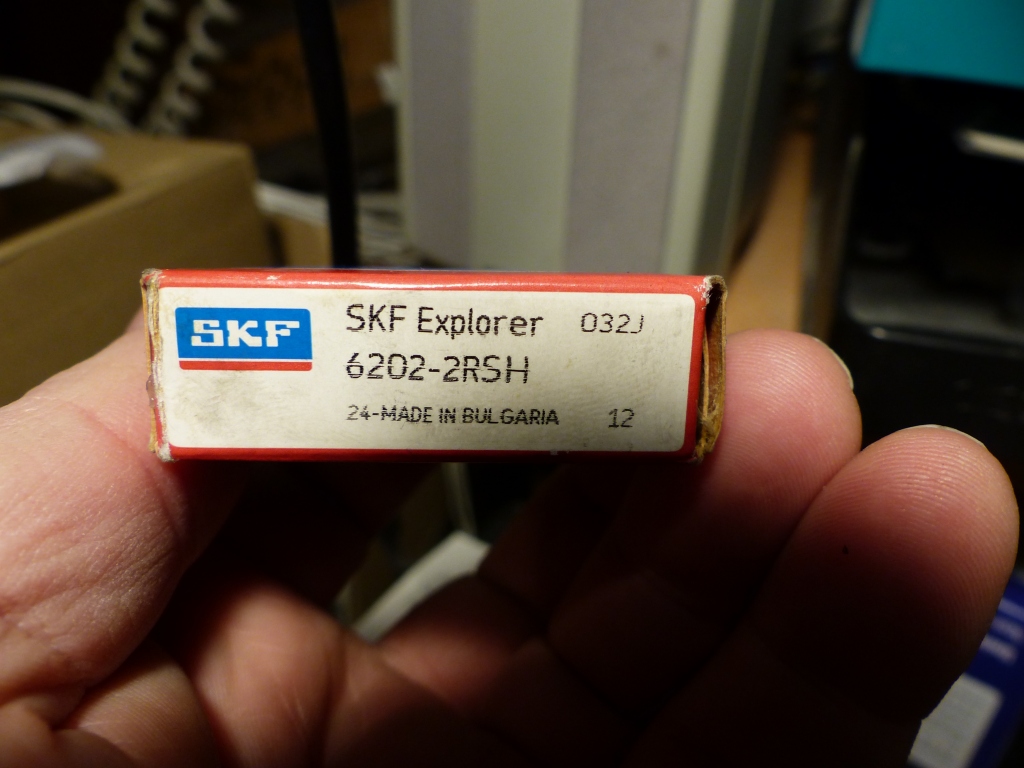 SKF
SKF Explorer 032J
6202-2RSH
24-MADE IN BULGARIA 12